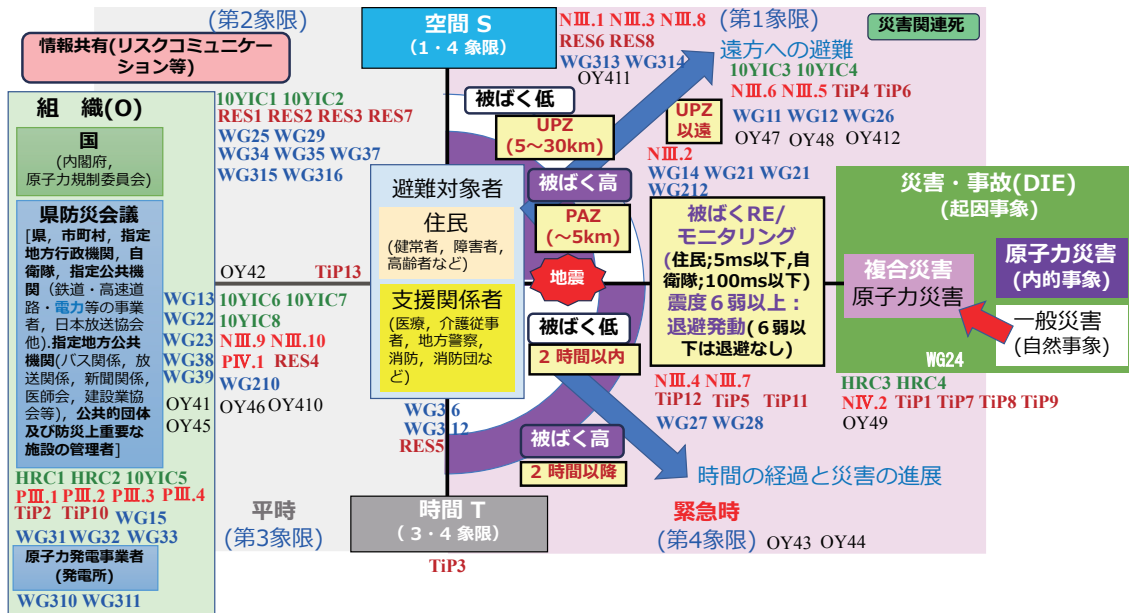 (第2象限)
情報共有(リスクコミュニケー
ション等)
空間 S
(1・4 象限)
NⅢ.1 NⅢ.3 NⅢ.8
RES6 RES8
WG313 WG314
OY411
(第1象限)
災害関連死
遠方への避難
10YIC3 10YIC4
NⅢ.6 NⅢ.5 TiP4 TiP6
WG11 WG12 WG26
OY47 OY48 OY412
組 織(O)
国
(内閣府,
原子力規制委員会)
県防災会議
[県, 市町村, 指定
地方行政機関, 自
衛隊, 指定公共機
関(鉄道・高速道
路・電力等の事業
者, 日本放送協会
他).指定地方公共
機関(バス関係, 放
送関係, 新聞関係,
医師会, 建設業協
会等), 公共的団体
及び防災上重要な
施設の管理者]
HRC1 HRC2 10YIC5
PⅢ.1 PⅢ.2 PⅢ.3 PⅢ.4
TiP2 TiP10 WG15
WG31 WG32 WG33
原子力発電事業者
(発電所)
WG310 WG311
10YIC1 10YIC2
RES1 RES2 RES3 RES7
WG25 WG29
WG34 WG35 WG37
WG315 WG316
OY42 TiP13
WG13
WG22
WG23
WG38
WG39
OY41
OY45
10YIC6 10YIC7
10YIC8
NⅢ.9 NⅢ.10
PⅣ.1 RES4
WG210
OY46 OY410
避難対象者
住民
(健常者, 障害者,
高齢者など)
支援関係者
(医療, 介護従事
者, 地方警察,
消防, 消防団な
ど)
WG3 6
WG3 12
RES5
被ばく低
UPZ
(5~30km)
被ばく高
PAZ
(~5km)
地震
被ばく低
2 時間以内
被ばく高
2 時間以降
UPZ
以遠
NⅢ.2
WG14 WG21 WG21
WG212
被ばくRE/
モニタリング
(住民;5ms以下,自
衛隊;100ms以下)
震度6弱以上:
退避発動(6弱以
下は退避なし)
NⅢ.4 NⅢ.7
TiP12 TiP5 TiP11
WG27 WG28
災害・事故(DIE)
(起因事象)
複合災害
原子力災害
原子力災害
(内的事象)
一般災害
(自然事象)
WG24
HRC3 HRC4
NⅣ.2 TiP1 TiP7 TiP8 TiP9
OY49
時間の経過と災害の進展
平時
(第3象限)
時間 T
(3・4 象限)
TiP3
緊急時
(第4象限) OY43 OY44